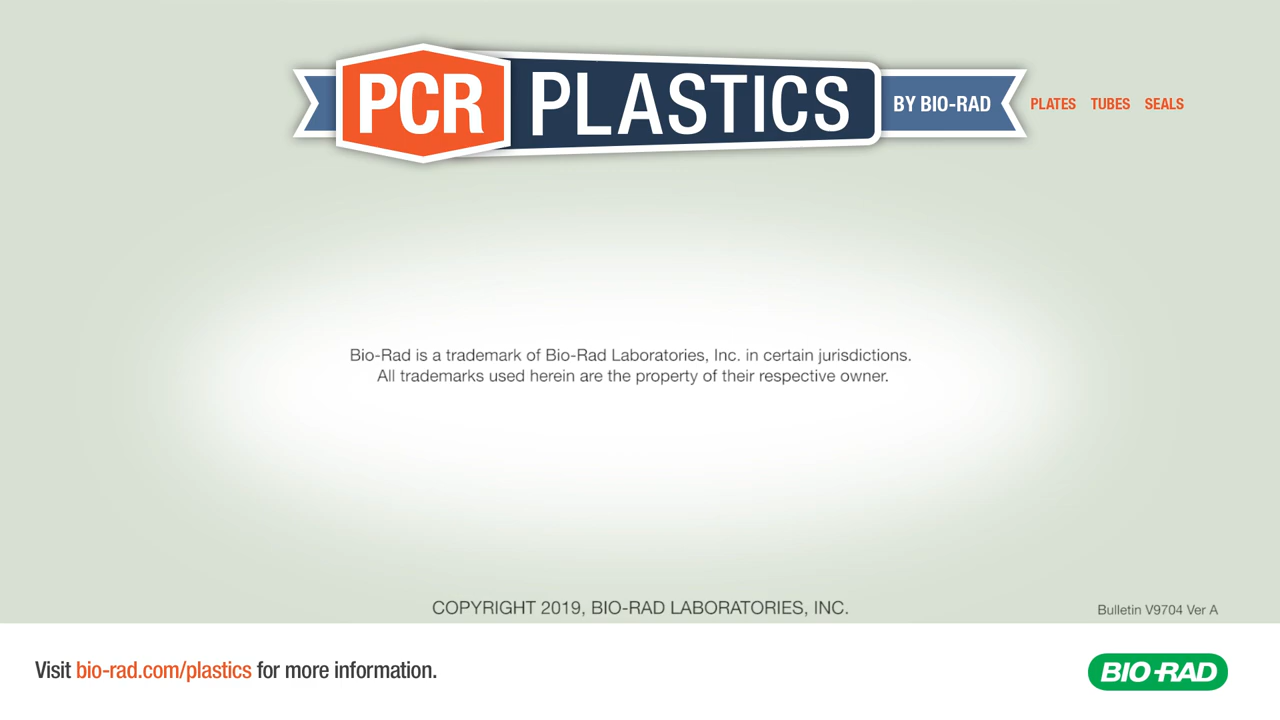 PCR PLASTICS BY BIO-RAD PLATES TUBES SEALS
Bio-Rad is a trademark of Bio-Rad Laboratories, Inc. in certain jurisdictions.
All trademarks used herein are the property of their respective owner.
COPYRIGHT 2019, BIO-RAD LABORATORIES, INC.
Bulletin V9704 Ver A
Visit bio-rad.com/plastics for more information.
BIO-RAD